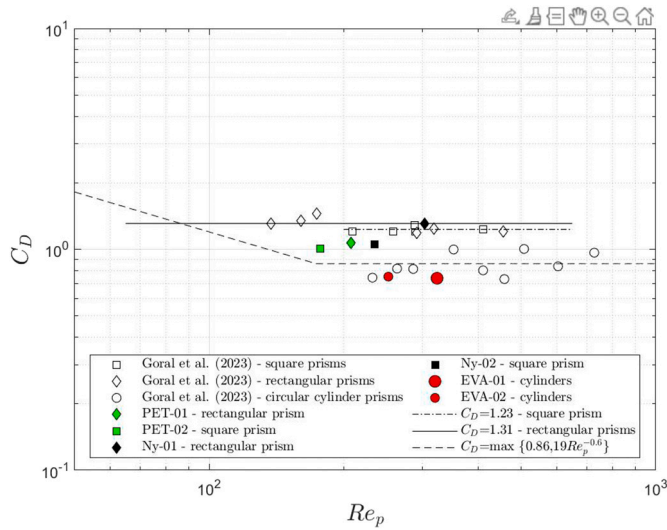 10^1
C_D
10^0
Goral et al. (2023) - square prisms
Goral et al. (2023) - rectangular prisms
Goral et al. (2023) - circular cylinder prisms
PET-01 - rectangular prism
PET-02 - square prism
Ny-01 - rectangular prism
Ny-02 - square prism
EVA-01 - cylinders
EVA-02 - cylinders
C_D=1.23 - square prism
C_D=1.31 - rectangular prisms
C_D=max {0.86,19Re_p^{-0.6}}
10^{-1}
10^2
10^3
Re_p